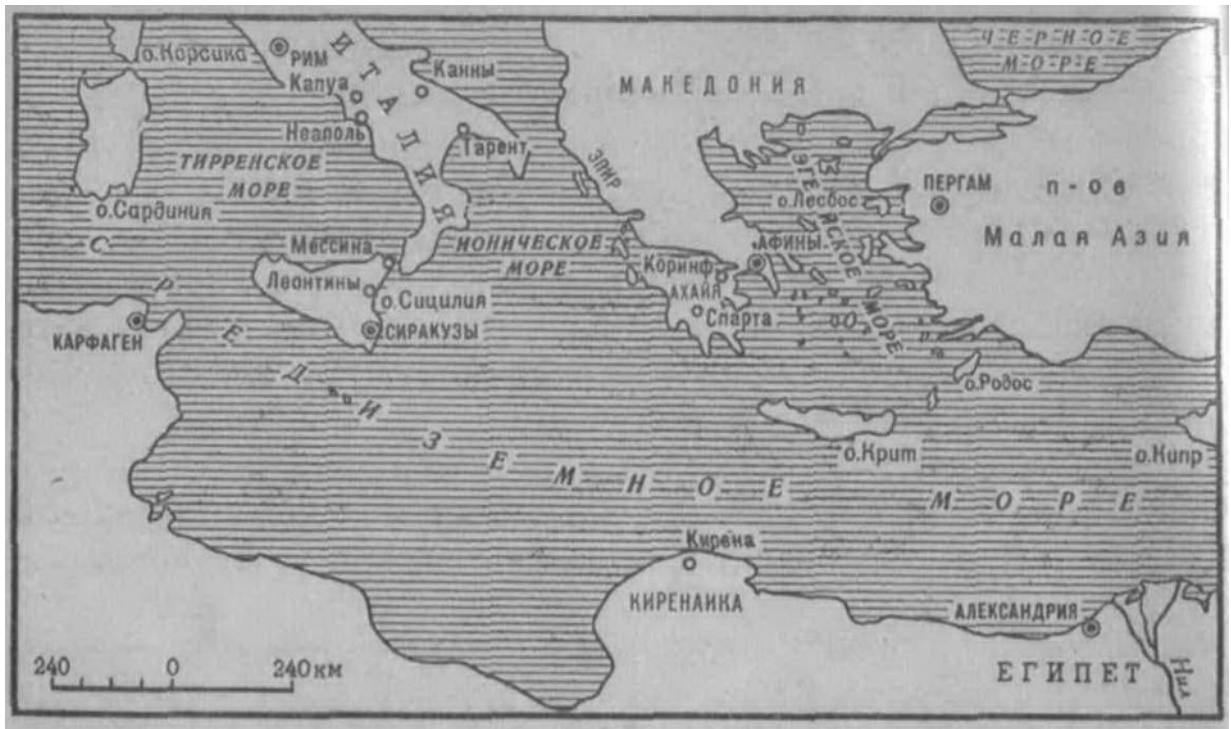 о.Корсика
РИМ
ИТАЛИЯ
Капуа
Канны
Неаполь
Тарент
ТИРРЕНСКОЕ
МОРЕ
о.Сардиния
МАКЕДОНИЯ
ЧЕРНОЕ
МОРЕ
ЭПИР
ЭГЕЙСКОЕ МОРЕ
о.Лесбос
ПЕРГАМ
п-ов
Малая Азия
Мессина
ИОНИЧЕСКОЕ
МОРЕ
АФИНЫ
Коринф
АХАЙЯ
Спарта
Леонтины
о.Сицилия
СИРАКУЗЫ
КАРФАГЕН
о.Родос
о.Крит
о.Кипр
СРЕДИЗЕМНОЕ МОРЕ
Кирена
КИРЕНАИКА
АЛЕКСАНДРИЯ
ЕГИПЕТ
Нил
240 0 240 км